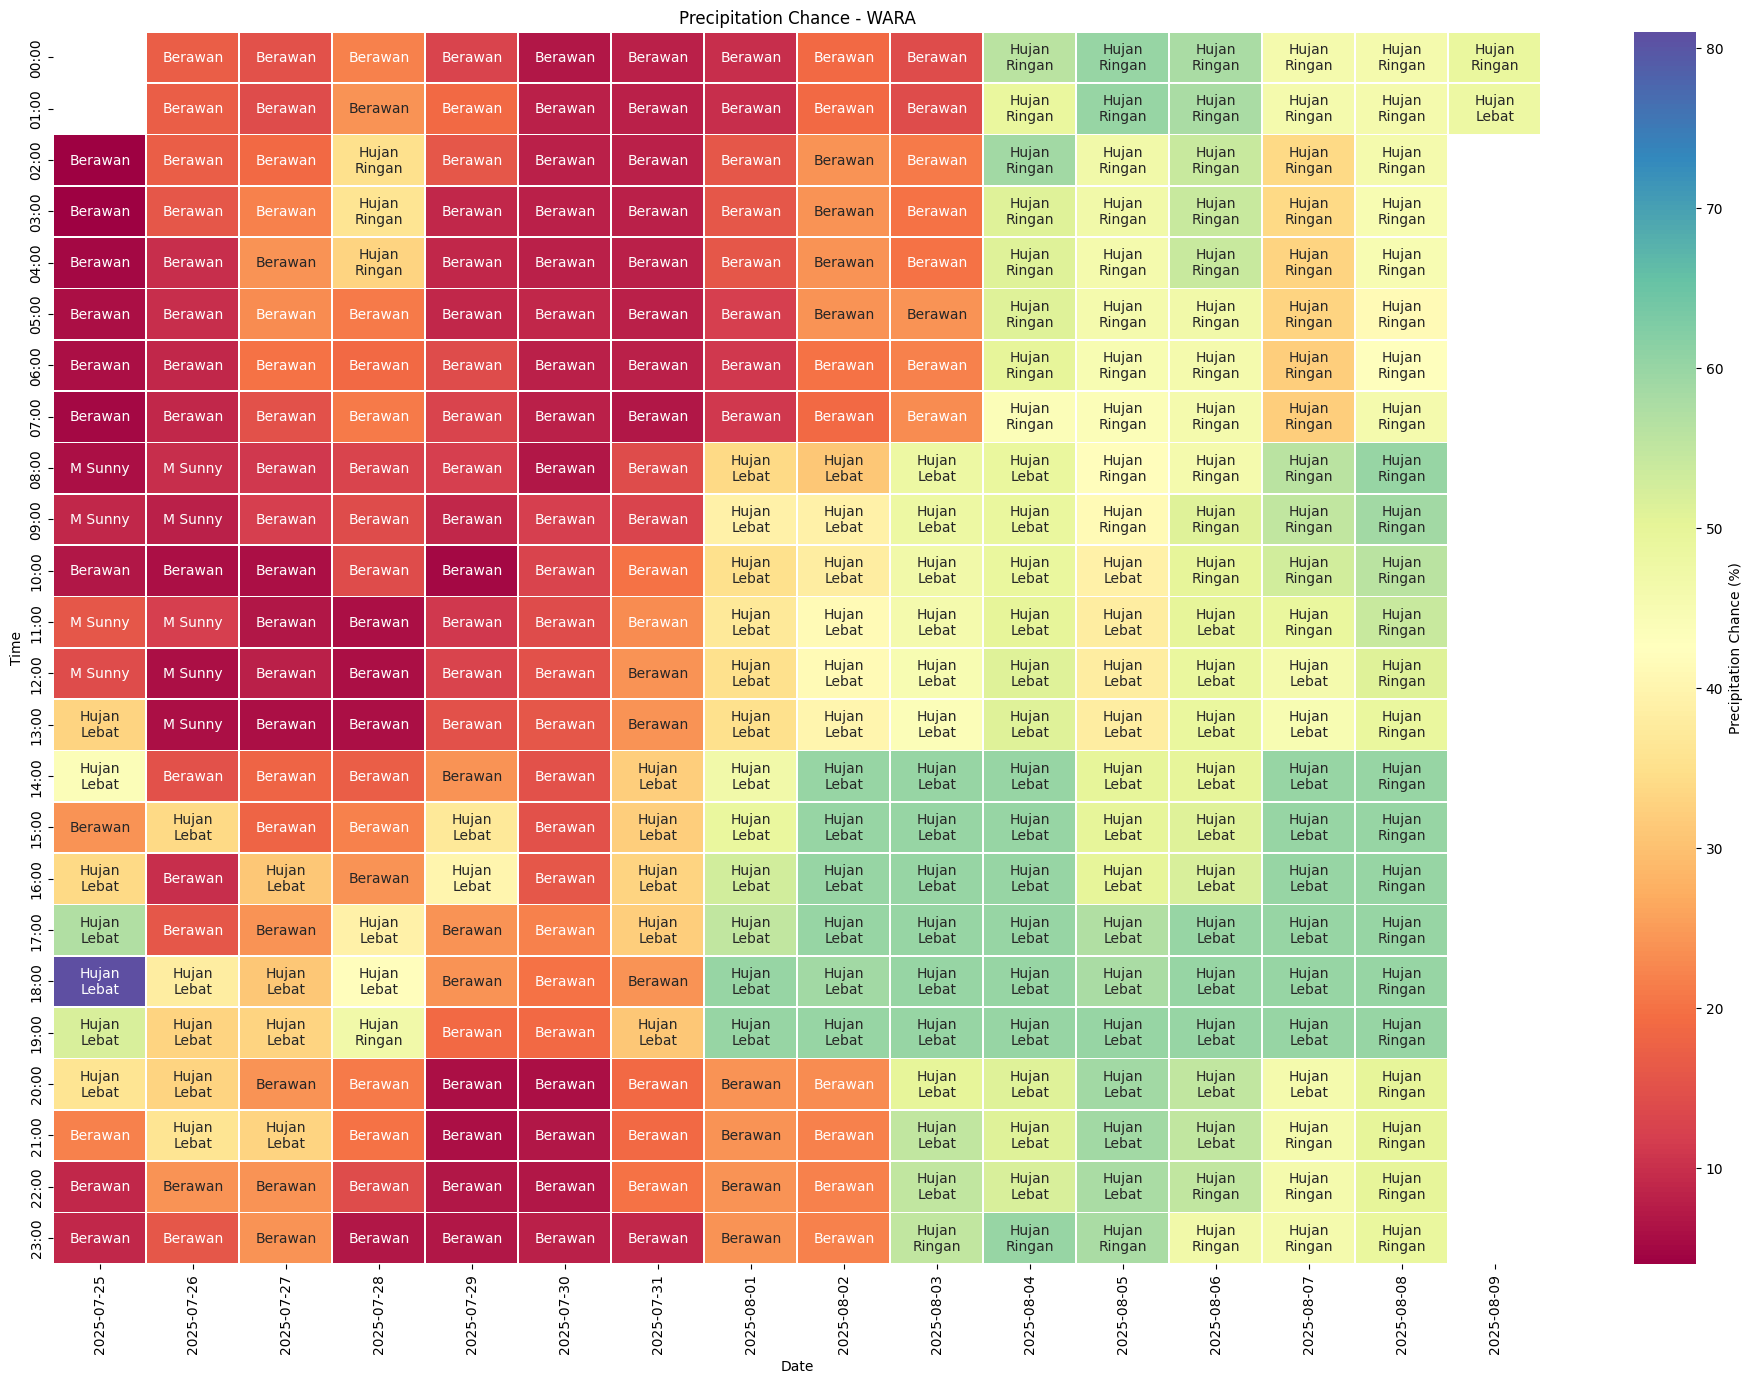 Precipitation Chance - WARA
00:00 Berawan Berawan Berawan Berawan Berawan Berawan Berawan Berawan Berawan Hujan Ringan Hujan Ringan Hujan Ringan Hujan Ringan Hujan Ringan Hujan Ringan
01:00 Berawan Berawan Berawan Berawan Berawan Berawan Berawan Berawan Berawan Hujan Ringan Hujan Ringan Hujan Ringan Hujan Ringan Hujan Ringan Hujan Lebat
02:00 Berawan Berawan Berawan Hujan Ringan Berawan Berawan Berawan Berawan Berawan Berawan Hujan Ringan Hujan Ringan Hujan Ringan Hujan Ringan Hujan Ringan
03:00 Berawan Berawan Berawan Hujan Ringan Berawan Berawan Berawan Berawan Berawan Berawan Hujan Ringan Hujan Ringan Hujan Ringan Hujan Ringan Hujan Ringan
04:00 Berawan Berawan Berawan Hujan Ringan Berawan Berawan Berawan Berawan Berawan Berawan Hujan Ringan Hujan Ringan Hujan Ringan Hujan Ringan Hujan Ringan
05:00 Berawan Berawan Berawan Berawan Berawan Berawan Berawan Berawan Berawan Berawan Hujan Ringan Hujan Ringan Hujan Ringan Hujan Ringan Hujan Ringan
06:00 Berawan Berawan Berawan Berawan Berawan Berawan Berawan Berawan Berawan Berawan Hujan Ringan Hujan Ringan Hujan Ringan Hujan Ringan Hujan Ringan
07:00 Berawan Berawan Berawan Berawan Berawan Berawan Berawan Berawan Berawan Berawan Hujan Ringan Hujan Ringan Hujan Ringan Hujan Ringan Hujan Ringan
08:00 M Sunny M Sunny Berawan Berawan Berawan Berawan Berawan Hujan Lebat Hujan Lebat Hujan Lebat Hujan Lebat Hujan Ringan Hujan Ringan Hujan Ringan Hujan Ringan
09:00 M Sunny M Sunny Berawan Berawan Berawan Berawan Berawan Hujan Lebat Hujan Lebat Hujan Lebat Hujan Lebat Hujan Ringan Hujan Ringan Hujan Ringan Hujan Ringan
10:00 Berawan Berawan Berawan Berawan Berawan Berawan Berawan Hujan Lebat Hujan Lebat Hujan Lebat Hujan Lebat Hujan Lebat Hujan Ringan Hujan Ringan Hujan Ringan
11:00 M Sunny M Sunny Berawan Berawan Berawan Berawan Berawan Hujan Lebat Hujan Lebat Hujan Lebat Hujan Lebat Hujan Lebat Hujan Lebat Hujan Ringan Hujan Ringan
12:00 M Sunny M Sunny Berawan Berawan Berawan Berawan Berawan Hujan Lebat Hujan Lebat Hujan Lebat Hujan Lebat Hujan Lebat Hujan Lebat Hujan Lebat Hujan Ringan
13:00 Hujan Lebat M Sunny Berawan Berawan Berawan Berawan Berawan Hujan Lebat Hujan Lebat Hujan Lebat Hujan Lebat Hujan Lebat Hujan Lebat Hujan Lebat Hujan Ringan
14:00 Hujan Lebat Berawan Berawan Berawan Berawan Berawan Hujan Lebat Hujan Lebat Hujan Lebat Hujan Lebat Hujan Lebat Hujan Lebat Hujan Lebat Hujan Lebat Hujan Ringan
15:00 Berawan Hujan Lebat Berawan Berawan Hujan Lebat Berawan Hujan Lebat Hujan Lebat Hujan Lebat Hujan Lebat Hujan Lebat Hujan Lebat Hujan Lebat Hujan Lebat Hujan Ringan
16:00 Hujan Lebat Berawan Hujan Lebat Berawan Hujan Lebat Berawan Hujan Lebat Hujan Lebat Hujan Lebat Hujan Lebat Hujan Lebat Hujan Lebat Hujan Lebat Hujan Lebat Hujan Ringan
17:00 Hujan Lebat Berawan Berawan Hujan Lebat Berawan Berawan Hujan Lebat Hujan Lebat Hujan Lebat Hujan Lebat Hujan Lebat Hujan Lebat Hujan Lebat Hujan Lebat Hujan Ringan
18:00 Hujan Lebat Hujan Lebat Hujan Lebat Hujan Lebat Berawan Berawan Berawan Hujan Lebat Hujan Lebat Hujan Lebat Hujan Lebat Hujan Lebat Hujan Lebat Hujan Lebat Hujan Ringan
19:00 Hujan Lebat Hujan Lebat Hujan Lebat Hujan Ringan Berawan Berawan Hujan Lebat Hujan Lebat Hujan Lebat Hujan Lebat Hujan Lebat Hujan Lebat Hujan Lebat Hujan Lebat Hujan Ringan
20:00 Hujan Lebat Hujan Lebat Berawan Berawan Berawan Berawan Berawan Berawan Berawan Hujan Lebat Hujan Lebat Hujan Lebat Hujan Lebat Hujan Lebat Hujan Ringan
21:00 Berawan Hujan Lebat Hujan Lebat Berawan Berawan Berawan Berawan Berawan Berawan Hujan Lebat Hujan Lebat Hujan Lebat Hujan Lebat Hujan Ringan Hujan Ringan
22:00 Berawan Berawan Berawan Berawan Berawan Berawan Berawan Berawan Berawan Hujan Lebat Hujan Lebat Hujan Lebat Hujan Ringan Hujan Ringan Hujan Ringan
23:00 Berawan Berawan Berawan Berawan Berawan Berawan Berawan Berawan Berawan Hujan Ringan Hujan Ringan Hujan Ringan Hujan Ringan Hujan Ringan Hujan Ringan
Time
2025-07-25 2025-07-26 2025-07-27 2025-07-28 2025-07-29 2025-07-30 2025-07-31 2025-08-01 2025-08-02 2025-08-03 2025-08-04 2025-08-05 2025-08-06 2025-08-07 2025-08-08 2025-08-09
Date
80
70
60
50
40
30
20
10
Precipitation Chance (%)